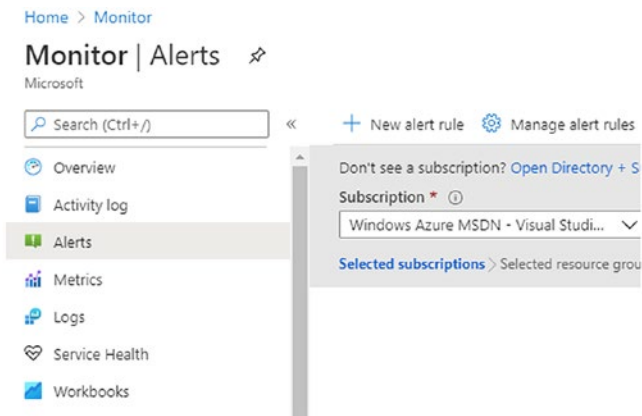 Home > Monitor
Monitor | Alerts
Microsoft
Search (Ctrl+/)
«
Overview
Activity log
Alerts
Metrics
Logs
Service Health
Workbooks
New alert rule Manage alert rules
Don't see a subscription? Open Directory + S
Subscription *
Windows Azure MSDN - Visual Studi...
Selected subscriptions > Selected resource grou